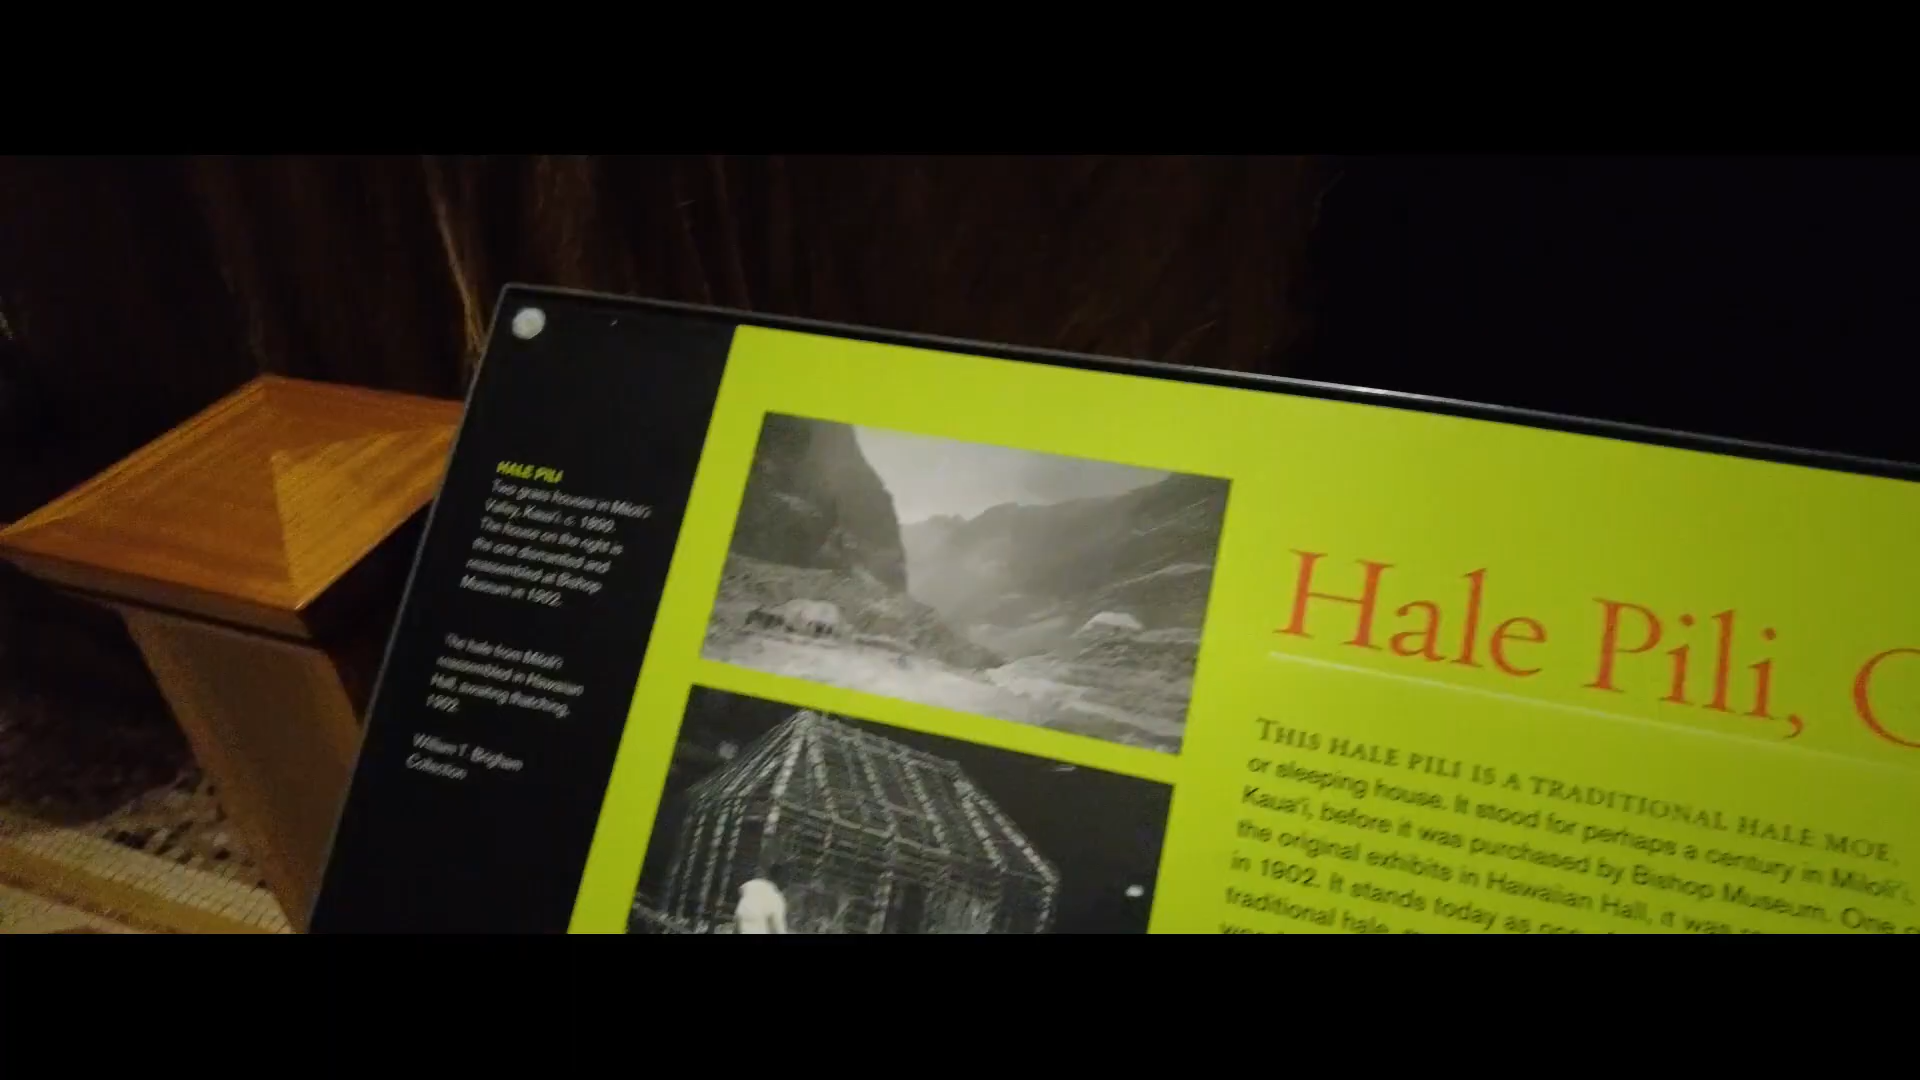 HALE PILI
Two grass houses in Miloli'i
Valley, Kaua'i, c. 1890.
The house on the right is
the one dismantled and
reassembled at Bishop
Museum in 1902.
The hale from Miloli'i
reassembled in Hawaiian
Hall, awaiting thatching,
1902.
William T. Brigham
Collection
Hale Pili,
THIS HALE PILI IS A TRADITIONAL HALE MOE,
or sleeping house. It stood for perhaps a century in Miloli'i,
Kaua'i, before it was purchased by Bishop Museum. One
the original exhibits in Hawaiian Hall, it was
in 1902. It stands today as
traditional hale,